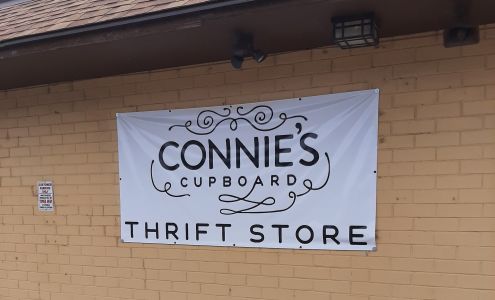 CONNIE'S
CUPBOARD
THRIFT STORE